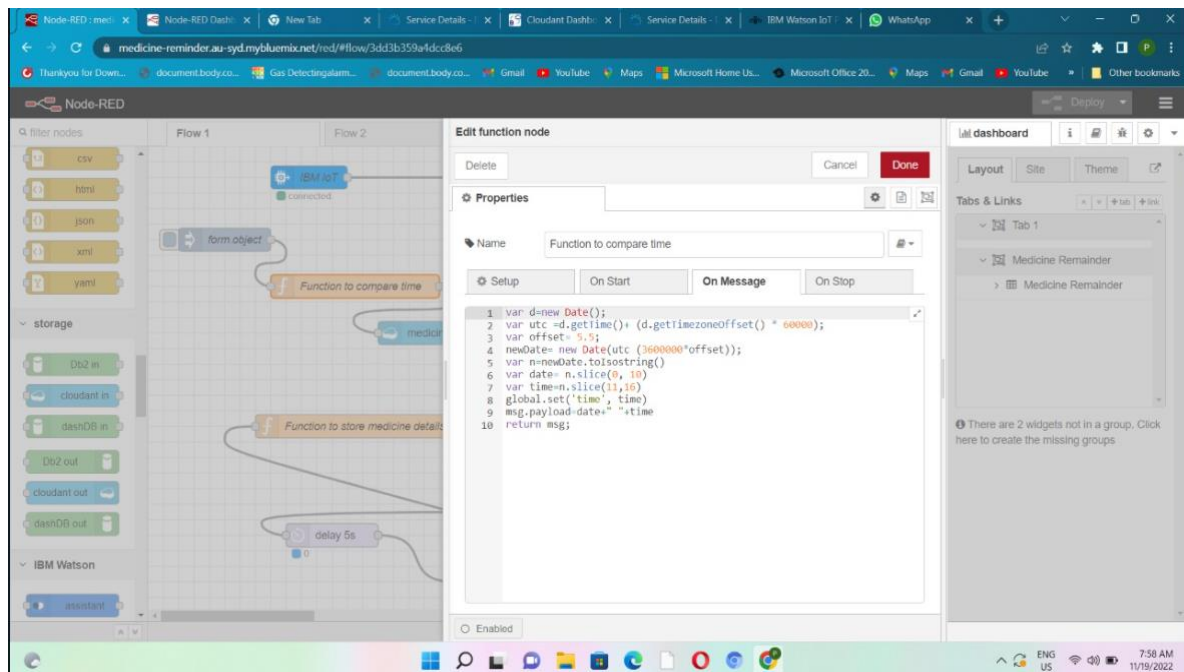 Node-RED : medi
Node-RED Dashb
New Tab
Service Details - I
Cloudant Dashbo
Service Details - I
IBM Watson IoT P
WhatsApp
medicine-reminder.au-syd.mybluemix.net/red/#flow/3dd3b359a4dcc8e6
P
Thankyou for Down...
document.body.co...
Gas Detectingalarm...
document.body.co...
Gmail
YouTube
Maps
Microsoft Home Us...
Microsoft Office 20...
Maps
Gmail
YouTube
»
Other bookmarks
Node-RED
Deploy
filter nodes
csv
html
json
xml
yaml
storage
Db2 in
cloudant in
dashDB in
Db2 out
cloudant out
dashDB out
IBM Watson
assistant
Flow 1
Flow 2
IBM IoT
connected
form.object
Function to compare time
medicin
Function to store medicine details
delay 5s
0
Edit function node
Delete
Cancel
Done
Properties
Name
Function to compare time
Setup
On Start
On Message
On Stop
1 var d=new Date();
2 var utc =d.getTime()+ (d.getTimezoneOffset() * 60000);
3 var offset= 5.5;
4 newDate= new Date(utc (3600000*offset));
5 var n=newDate.toIsostring()
6 var date= n.slice(0, 10)
7 var time=n.slice(11,16)
8 global.set('time', time)
9 msg.payload=date+" "+time
10 return msg;
Enabled
dashboard
i
Layout
Site
Theme
Tabs & Links
+tab
+link
Tab 1
Medicine Remainder
Medicine Remainder
There are 2 widgets not in a group. Click
here to create the missing groups
ENG
US
7:58 AM
11/19/2022